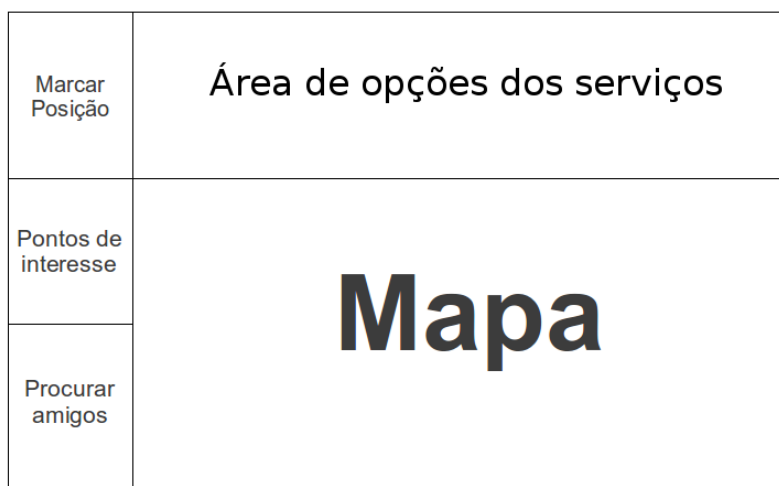 Marcar
Posição
Área de opções dos serviços
Pontos de
interesse
Mapa
Procurar
amigos